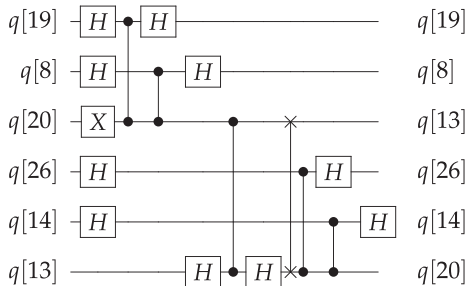 q[19] H H q[19]
q[8] H H q[8]
q[20] X q[13]
q[26] H H q[26]
q[14] H H q[14]
q[13] H H q[20]